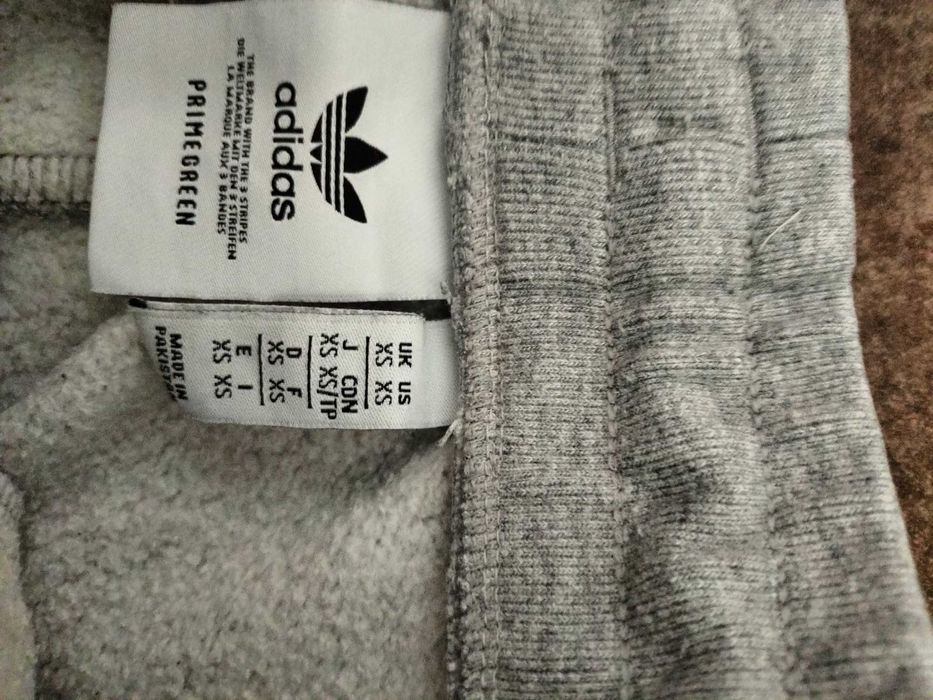 adidas
THE BRAND WITH THE 3 STRIPES
DIE WELTMARKE MIT DEN 3 STREIFEN
LA MARQUE AUX 3 BANDES
PRIMEGREEN
UK US
XS XS
J CDN
XS XS/TP
D F
XS XS
E I
XS XS
MADE IN
PAKISTAN